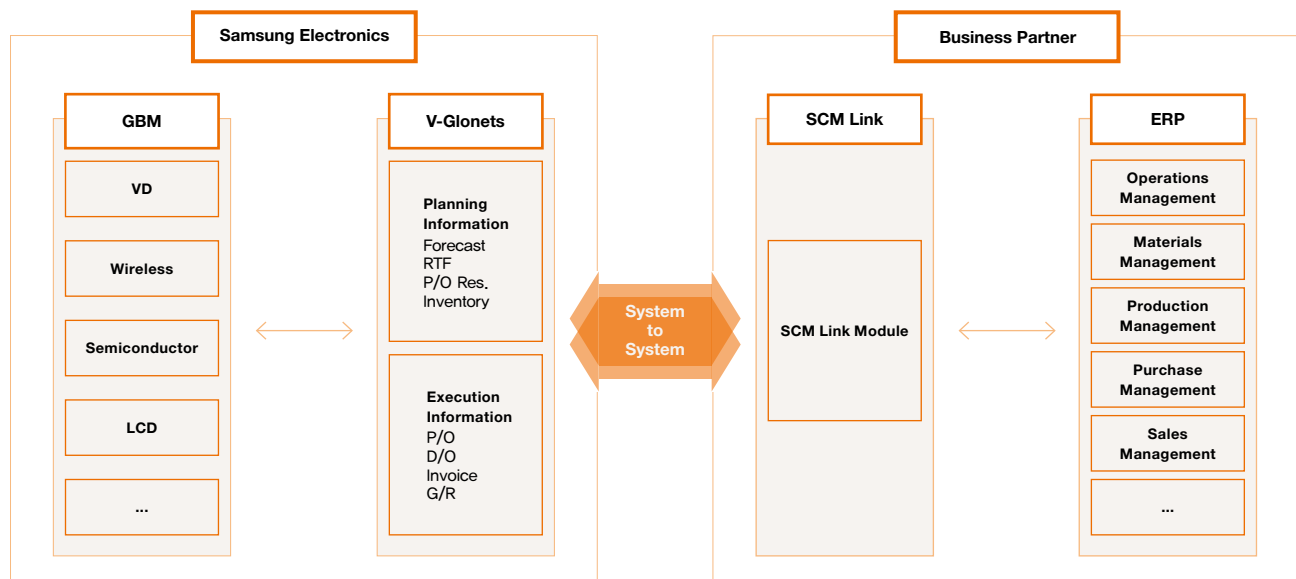 Samsung Electronics
GBM
VD
Wireless
Semiconductor
LCD
...
V-Glonets
Planning
Information
Forecast
RTF
P/O Res.
Inventory
Execution
Information
P/O
D/O
Invoice
G/R
System
to
System
Business Partner
SCM Link
SCM Link Module
ERP
Operations
Management
Materials
Management
Production
Management
Purchase
Management
Sales
Management
...